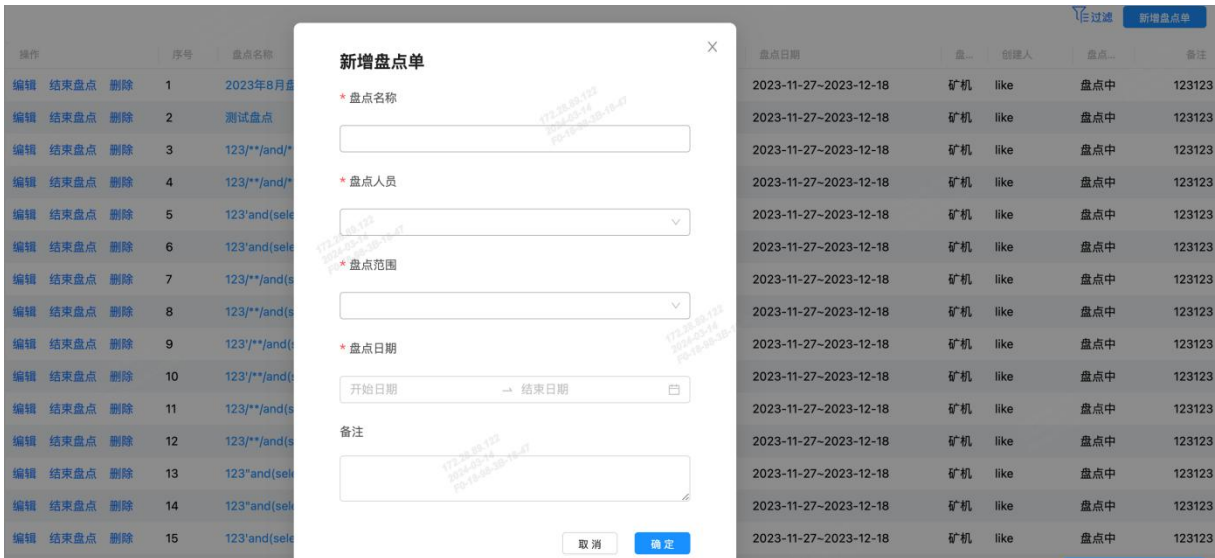 过滤 新增盘点单
操作 序号 盘点名称 盘点日期 盘... 创建人 盘点... 备注
新增盘点单
* 盘点名称
* 盘点人员
* 盘点范围
* 盘点日期
开始日期 → 结束日期
备注
取消 确定
编辑 结束盘点 删除 1 2023年8月盘 2023-11-27~2023-12-18 矿机 like 盘点中 123123
编辑 结束盘点 删除 2 测试盘点 2023-11-27~2023-12-18 矿机 like 盘点中 123123
编辑 结束盘点 删除 3 123/**/and/* 2023-11-27~2023-12-18 矿机 like 盘点中 123123
编辑 结束盘点 删除 4 123/**/and/* 2023-11-27~2023-12-18 矿机 like 盘点中 123123
编辑 结束盘点 删除 5 123'and(sele 2023-11-27~2023-12-18 矿机 like 盘点中 123123
编辑 结束盘点 删除 6 123'and(sele 2023-11-27~2023-12-18 矿机 like 盘点中 123123
编辑 结束盘点 删除 7 123/**/and(s 2023-11-27~2023-12-18 矿机 like 盘点中 123123
编辑 结束盘点 删除 8 123/**/and(s 2023-11-27~2023-12-18 矿机 like 盘点中 123123
编辑 结束盘点 删除 9 123'/**/and(s 2023-11-27~2023-12-18 矿机 like 盘点中 123123
编辑 结束盘点 删除 10 123'/**/and(s 2023-11-27~2023-12-18 矿机 like 盘点中 123123
编辑 结束盘点 删除 11 123/**/and(s 2023-11-27~2023-12-18 矿机 like 盘点中 123123
编辑 结束盘点 删除 12 123/**/and(s 2023-11-27~2023-12-18 矿机 like 盘点中 123123
编辑 结束盘点 删除 13 123"and(sele 2023-11-27~2023-12-18 矿机 like 盘点中 123123
编辑 结束盘点 删除 14 123"and(sele 2023-11-27~2023-12-18 矿机 like 盘点中 123123
编辑 结束盘点 删除 15 123'and(sele 2023-11-27~2023-12-18 矿机 like 盘点中 123123